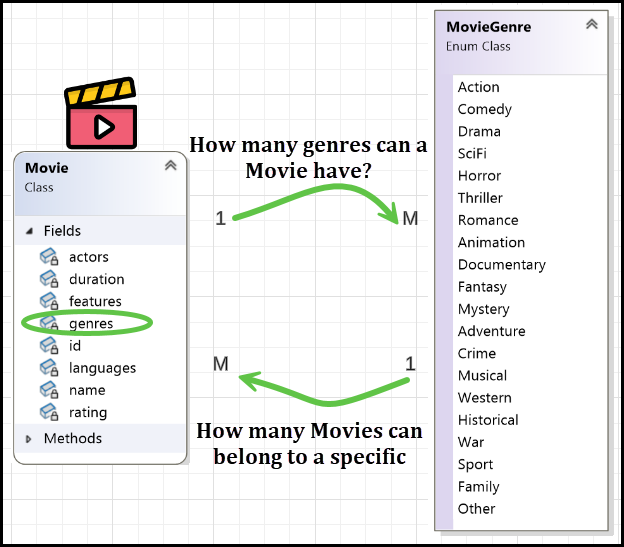 Movie
Class
Fields
actors
duration
features
genres
id
languages
name
rating
Methods
How many genres can a
Movie have?
1
M
M
1
How many Movies can
belong to a specific
MovieGenre
Enum Class
Action
Comedy
Drama
SciFi
Horror
Thriller
Romance
Animation
Documentary
Fantasy
Mystery
Adventure
Crime
Musical
Western
Historical
War
Sport
Family
Other